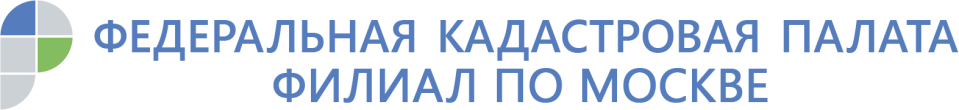 ФЕДЕРАЛЬНАЯ КАДАСТРОВАЯ ПАЛАТА
ФИЛИАЛ ПО МОСКВЕ